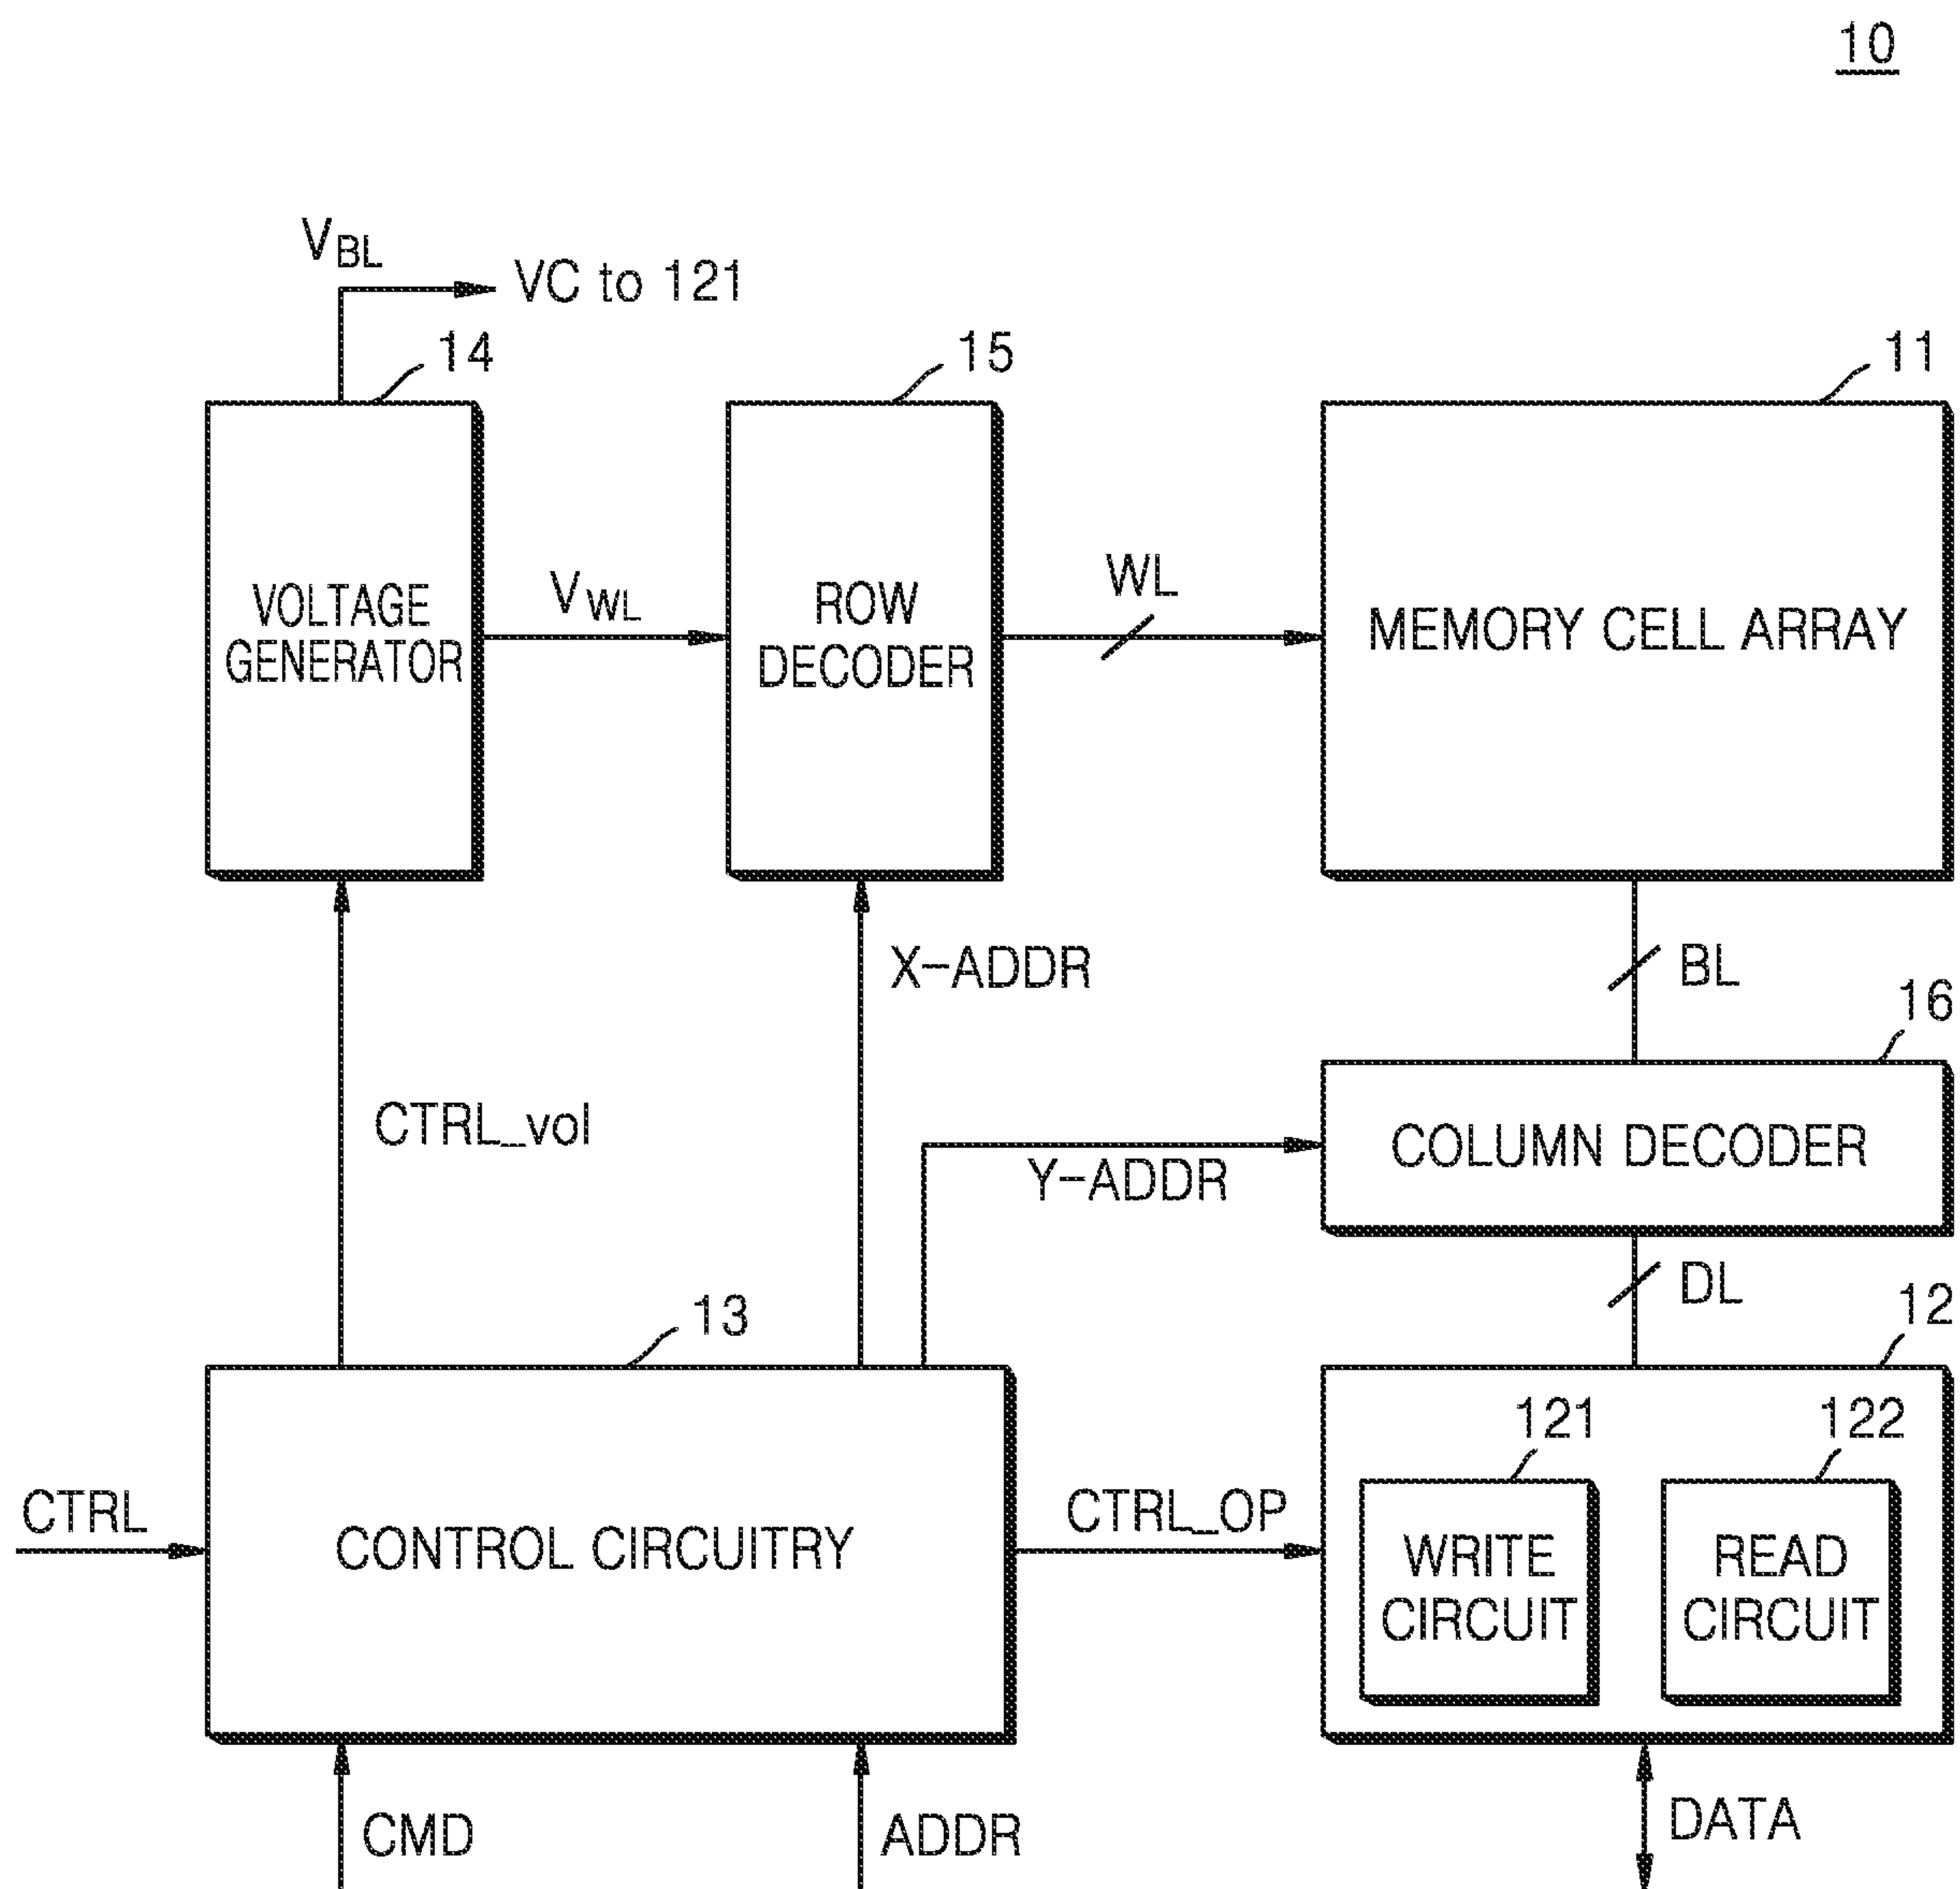 10
VBL
VC to 121
14
15
11
VOLTAGE
GENERATOR
VWL
ROW
DECODER
WL
MEMORY CELL ARRAY
X-ADDR
BL
16
CTRL_vol
Y-ADDR
COLUMN DECODER
DL
13
12
121
122
CTRL
CONTROL CIRCUITRY
CTRL_OP
WRITE
CIRCUIT
READ
CIRCUIT
CMD
ADDR
DATA